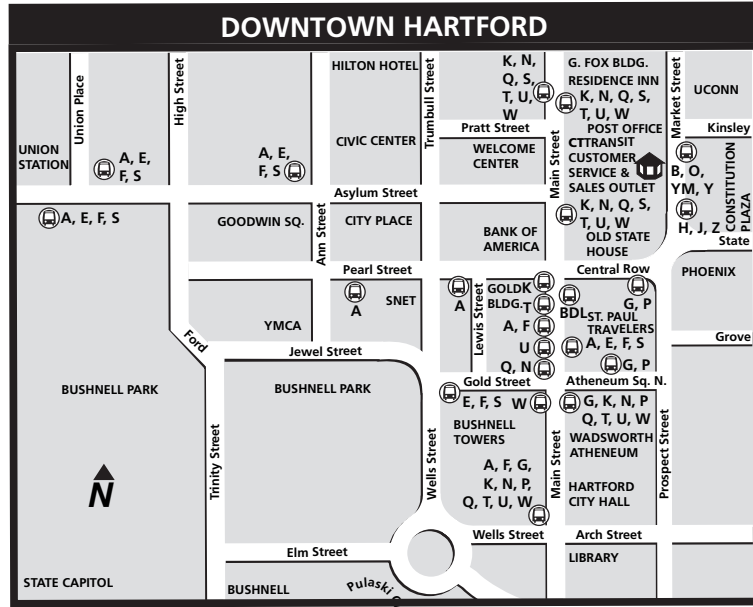 DOWNTOWN HARTFORD
Union Place
High Street
HILTON HOTEL
Trumbull Street
K, N,
Q, S,
T, U,
W
G. FOX BLDG.
RESIDENCE INN
K, N, Q, S,
T, U, W
Market Street
UCONN
Pratt Street
POST OFFICE
Kinsley
UNION
STATION
A, E,
F, S
A, E,
F, S
CIVIC CENTER
WELCOME
CENTER
Main Street
CTTRANSIT
CUSTOMER
SERVICE &
SALES OUTLET
B, O,
YM, Y
CONSTITUTION
PLAZA
Asylum Street
A, E, F, S
GOODWIN SQ.
Ann Street
CITY PLACE
BANK OF
AMERICA
K, N, Q, S,
T, U, W
OLD STATE
HOUSE
H, J, Z
State
Pearl Street
Central Row
PHOENIX
A
SNET
A
Lewis Street
GOLD
BLDG.
K
T
A, F
U
Q, N
BDL
G, P
ST. PAUL
TRAVELERS
A, E, F, S
G, P
YMCA
Ford
Jewel Street
Grove
Gold Street
Atheneum Sq. N.
BUSHNELL PARK
BUSHNELL PARK
E, F, S
W
G, K, N, P
Q, T, U, W
BUSHNELL
TOWERS
WADSWORTH
ATHENEUM
Trinity Street
Wells Street
Main Street
Prospect Street
A, F, G,
K, N, P,
Q, T, U, W
HARTFORD
CITY HALL
N
Wells Street
Arch Street
Elm Street
LIBRARY
STATE CAPITOL
BUSHNELL
Pulaski